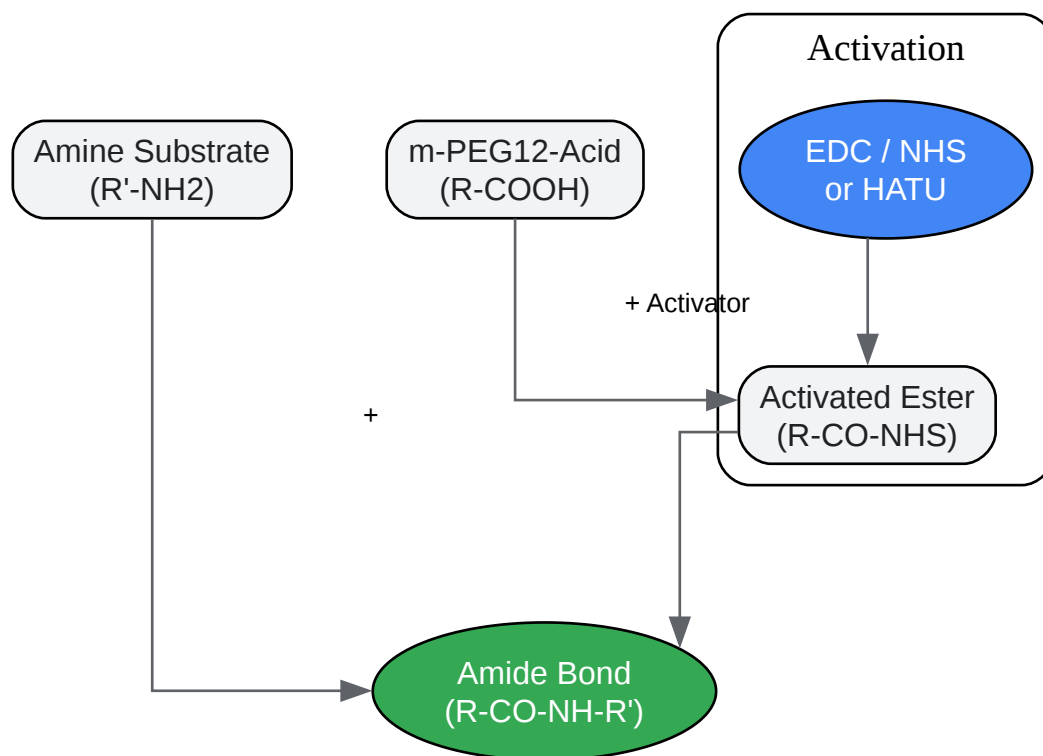 Activation
Amine Substrate
(R'-NH2)
m-PEG12-Acid
(R-COOH)
EDC / NHS
or HATU
+ Activator
Activated Ester
(R-CO-NHS)
+
Amide Bond
(R-CO-NH-R')